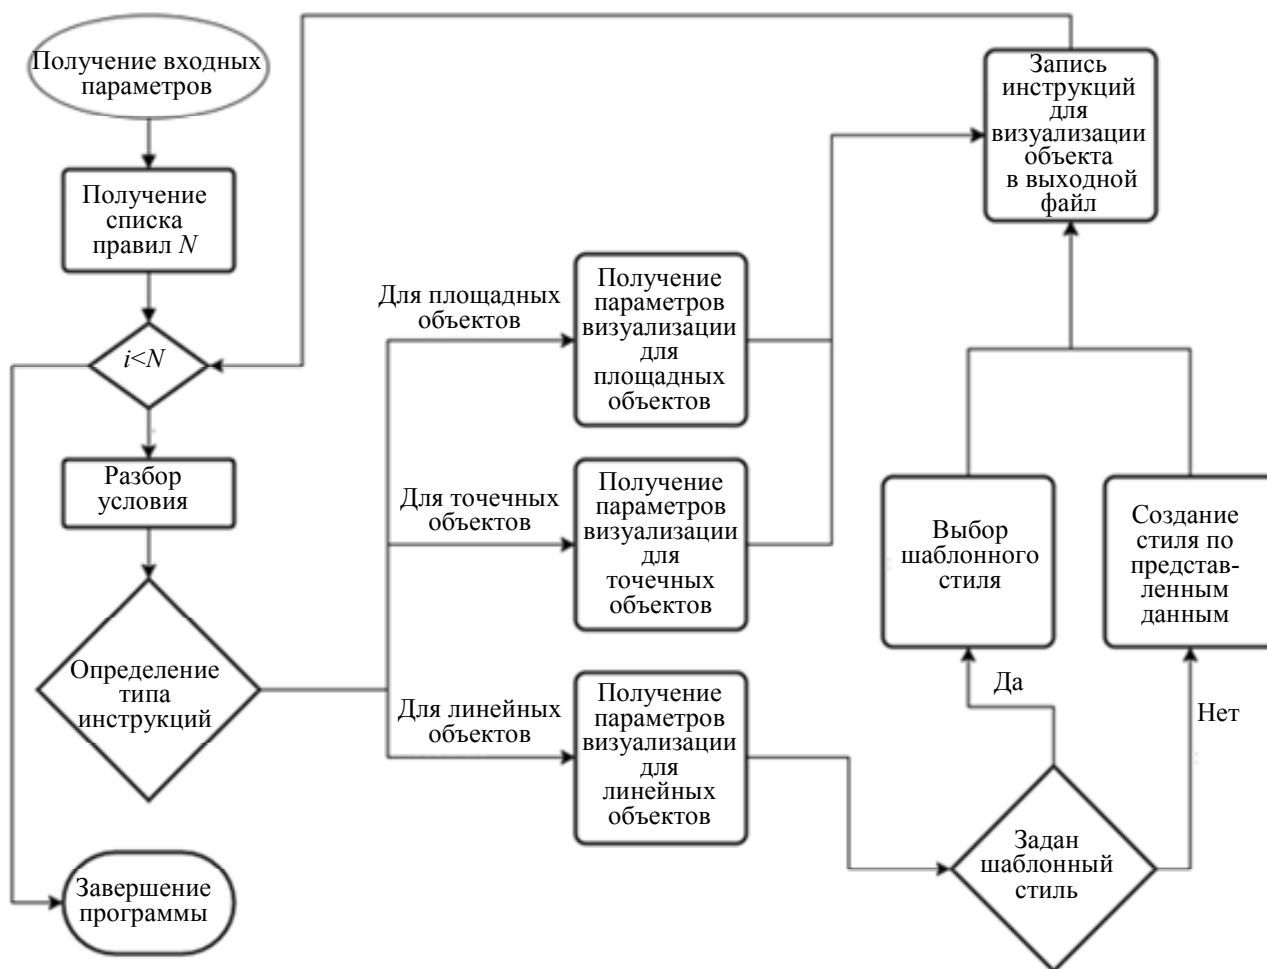 Получение входных
параметров
Получение
списка
правил N
i<N
Разбор
условия
Определение
типа
инструкций
Завершение
программы
Для площадных
объектов
Для точечных
объектов
Для линейных
объектов
Получение
параметров
визуализации
для
площадных
объектов
Получение
параметров
визуализации
для
точечных
объектов
Получение
параметров
визуализации
для
линейных
объектов
Запись
инструкций
для
визуализации
объекта
в выходной
файл
Выбор
шаблонного
стиля
Создание
стиля по
представ-
ленным
данным
Да
Нет
Задан
шаблонный
стиль